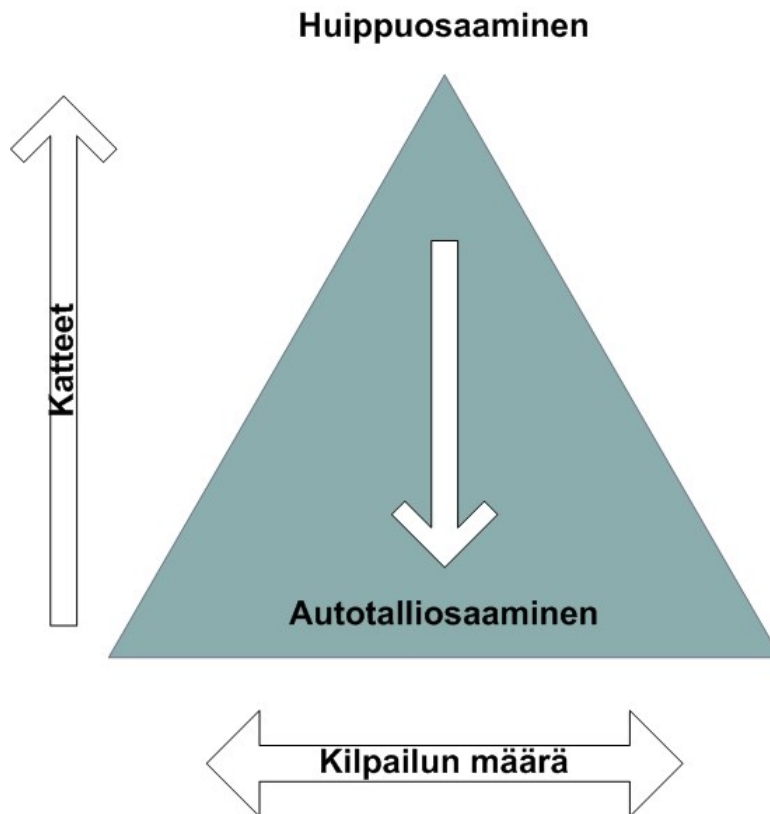 Huippuosaaminen
Katteet
Autotalliosaaminen
Kilpailun määrä